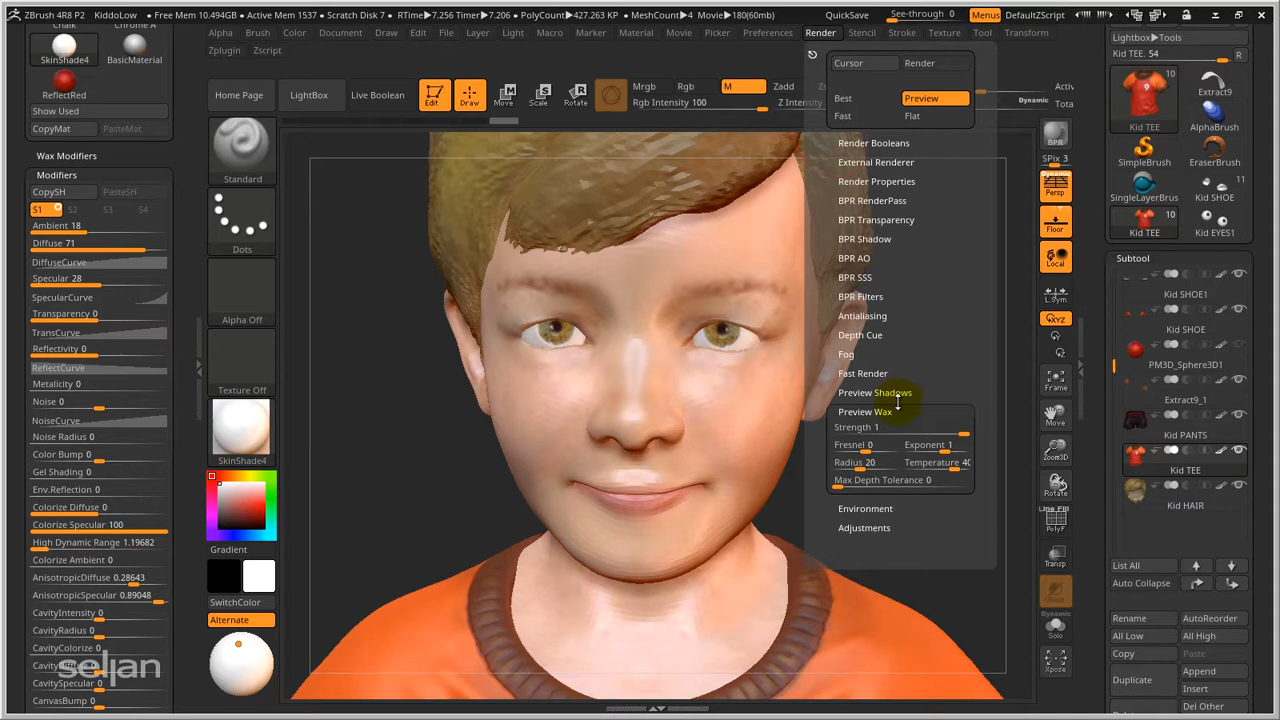 ZBrush 4R8 P2 KiddoLow • Free Mem 10.494GB • Active Mem 1537 • Scratch Disk 7 • RTime▶7.256 Timer▶7.206 • PolyCount▶427.263 KP • MeshCount▶4 Movie▶180(60mb) QuickSave See-through 0 Menus DefaultZScript
Alpha Brush Color Document Draw Edit File Layer Light Macro Marker Material Movie Picker Preferences Render Stencil Stroke Texture Tool Transform
Zplugin Zscript
Home Page LightBox Live Boolean
Edit Draw Move Scale Rotate
Mrgb Rgb M Zadd
Rgb Intensity 100
Dynamic
SkinShade4 BasicMaterial
ReflectRed
Show Used
CopyMat PasteMat
Wax Modifiers
Modifiers
CopySH PasteSH
S1 S2 S3 S4
Ambient 18
Diffuse 71
DiffuseCurve
Specular 28
SpecularCurve
Transparency 0
TransCurve
Reflectivity 0
ReflectCurve
Metalicity 0
Noise 0
NoiseCurve
Noise Radius 0
Color Bump 0
Gel Shading 0
Env.Reflection 0
Colorize Diffuse 0
Colorize Specular 100
High Dynamic Range 1.19682
Colorize Ambient 0
AnisotropicDiffuse 0.28643
AnisotropicSpecular 0.89048
CavityIntensity 0
CavityRadius 0
CavityColorize 0
CavitySpecular 0
CanvasBump 0
selian
Standard
Dots
Alpha Off
Texture Off
SkinShade4
Gradient
SwitchColor
Alternate
Cursor Render
Best Preview
Fast Flat
Render Booleans
External Renderer
Render Properties
BPR RenderPass
BPR Transparency
BPR Shadow
BPR AO
BPR SSS
BPR Filters
Antialiasing
Depth Cue
Fog
Fast Render
Preview Shadows
Preview Wax
Strength 1
Fresnel 0 Exponent 1
Radius 20
Max Depth Tolerance 0
Environment
Adjustments
BPR
SPix 3
Dynamic
Persp
Floor
Local
L.Sym
XYZ
Frame
Move
Zoom3D
Rotate
Line Fill
PolyF
Transp
Dynamic
Solo
Xpose
Lightbox▶Tools
Kid TEE. 54 R
10
Kid TEE
Extract9
AlphaBrush
SimpleBrush EraserBrush
11
SingleLayerBrus Kid SHOE
10
Kid TEE Kid EYES1
Subtool
Kid SHOE1
Kid SHOE
PM3D_Sphere3D1
Extract9_1
Kid PANTS
Kid TEE
Kid HAIR
List All
Auto Collapse
Rename AutoReorder
All Low All High
Copy Paste
Duplicate Append
Insert
Del Other